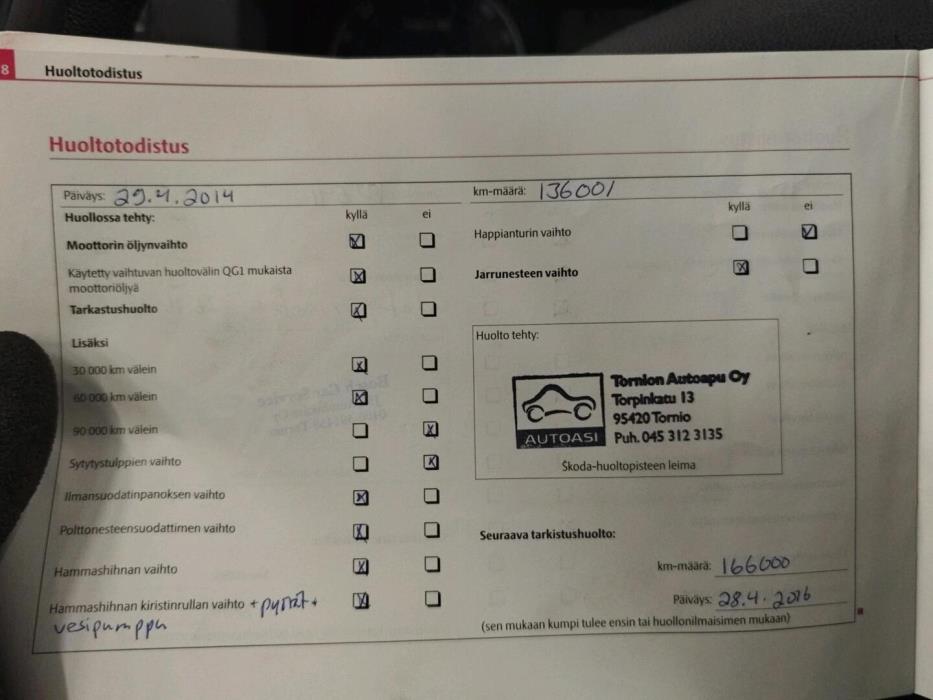 8
Huoltotodistus
Huoltotodistus
Päiväys: 29.4.2014
km-määrä: 136001
Huollossa tehty: kyllä ei
Moottorin öljynvaihto
Käytetty vaihtuvan huoltovälin QG1 mukaista
moottoriöljyä
Tarkastushuolto
Lisäksi
30 000 km välein
60 000 km välein
90 000 km välein
Sytytystulppien vaihto
Ilmansuodatinpanoksen vaihto
Polttonesteensuodattimen vaihto
Hammashihnan vaihto
Hammashihnan kiristinrullan vaihto + pyörät +
vesipumppu
kyllä ei
Happianturin vaihto
Jarrunesteen vaihto
Huolto tehty:
AUTOASI
Tornion Autoapu Oy
Torpinkatu 13
95420 Tornio
Puh. 045 312 3135
Škoda-huoltopisteen leima
Seuraava tarkistushuolto:
km-määrä: 166000
Päiväys: 28.4.2016
(sen mukaan kumpi tulee ensin tai huollonilmaisimen mukaan)